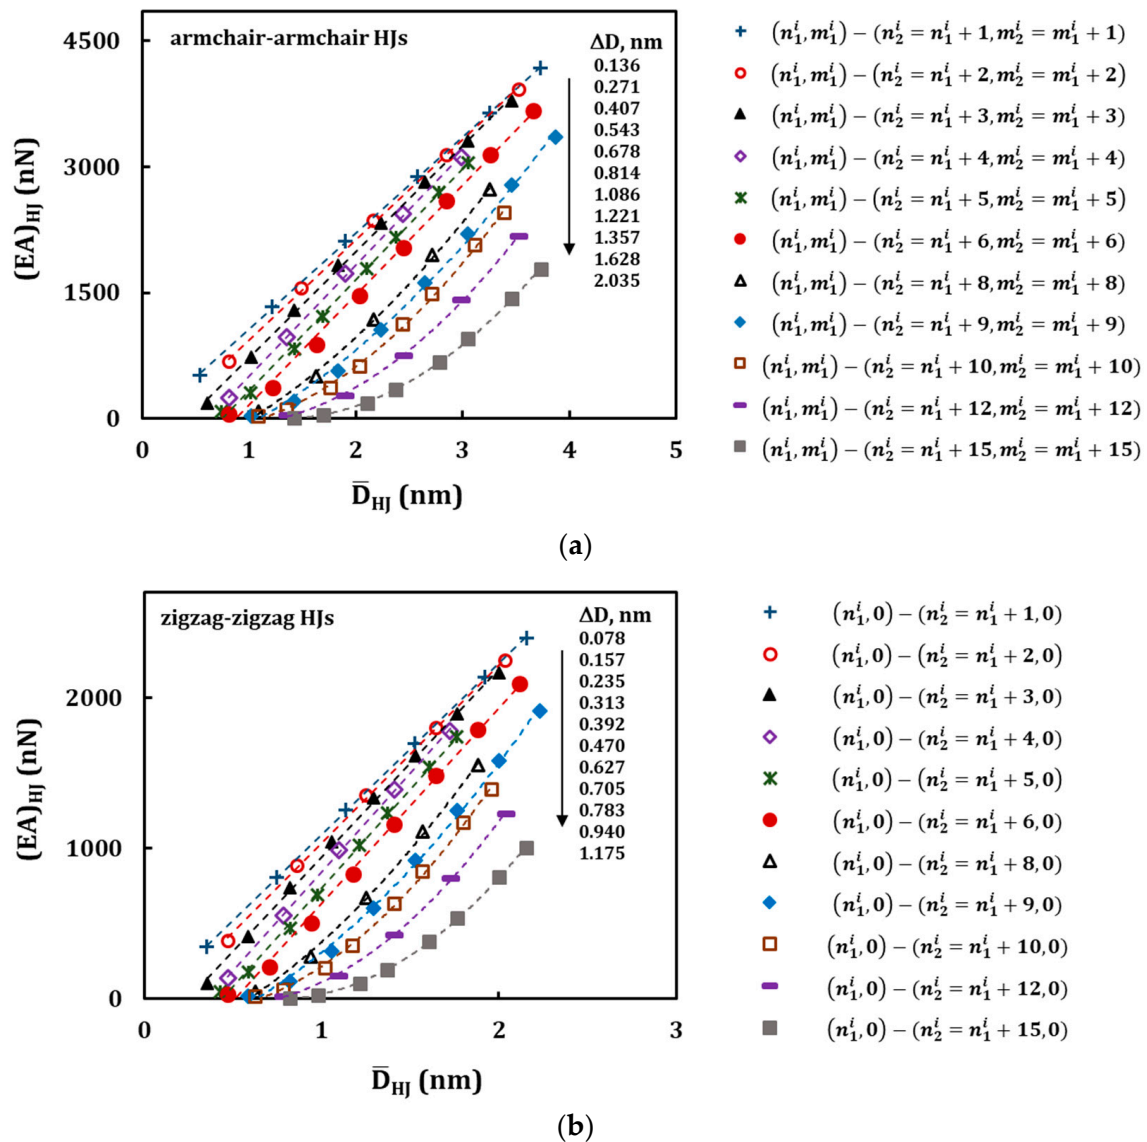 armchair-armchair HJs
ΔD, nm
0.136
0.271
0.407
0.543
0.678
0.814
1.086
1.221
1.357
1.628
2.035
4500
3000
1500
0
(EA)_HJ (nN)
0 1 2 3 4 5
D̅_HJ (nm)
(n₁ⁱ, m₁ⁱ) − (n₂ⁱ = n₁ⁱ + 1, m₂ⁱ = m₁ⁱ + 1)
(n₁ⁱ, m₁ⁱ) − (n₂ⁱ = n₁ⁱ + 2, m₂ⁱ = m₁ⁱ + 2)
(n₁ⁱ, m₁ⁱ) − (n₂ⁱ = n₁ⁱ + 3, m₂ⁱ = m₁ⁱ + 3)
(n₁ⁱ, m₁ⁱ) − (n₂ⁱ = n₁ⁱ + 4, m₂ⁱ = m₁ⁱ + 4)
(n₁ⁱ, m₁ⁱ) − (n₂ⁱ = n₁ⁱ + 5, m₂ⁱ = m₁ⁱ + 5)
(n₁ⁱ, m₁ⁱ) − (n₂ⁱ = n₁ⁱ + 6, m₂ⁱ = m₁ⁱ + 6)
(n₁ⁱ, m₁ⁱ) − (n₂ⁱ = n₁ⁱ + 8, m₂ⁱ = m₁ⁱ + 8)
(n₁ⁱ, m₁ⁱ) − (n₂ⁱ = n₁ⁱ + 9, m₂ⁱ = m₁ⁱ + 9)
(n₁ⁱ, m₁ⁱ) − (n₂ⁱ = n₁ⁱ + 10, m₂ⁱ = m₁ⁱ + 10)
(n₁ⁱ, m₁ⁱ) − (n₂ⁱ = n₁ⁱ + 12, m₂ⁱ = m₁ⁱ + 12)
(n₁ⁱ, m₁ⁱ) − (n₂ⁱ = n₁ⁱ + 15, m₂ⁱ = m₁ⁱ + 15)
(a)
zigzag-zigzag HJs
ΔD, nm
0.078
0.157
0.235
0.313
0.392
0.470
0.627
0.705
0.783
0.940
1.175
2000
1000
0
(EA)_HJ (nN)
0 1 2 3
D̅_HJ (nm)
(n₁ⁱ, 0) − (n₂ⁱ = n₁ⁱ + 1, 0)
(n₁ⁱ, 0) − (n₂ⁱ = n₁ⁱ + 2, 0)
(n₁ⁱ, 0) − (n₂ⁱ = n₁ⁱ + 3, 0)
(n₁ⁱ, 0) − (n₂ⁱ = n₁ⁱ + 4, 0)
(n₁ⁱ, 0) − (n₂ⁱ = n₁ⁱ + 5, 0)
(n₁ⁱ, 0) − (n₂ⁱ = n₁ⁱ + 6, 0)
(n₁ⁱ, 0) − (n₂ⁱ = n₁ⁱ + 8, 0)
(n₁ⁱ, 0) − (n₂ⁱ = n₁ⁱ + 9, 0)
(n₁ⁱ, 0) − (n₂ⁱ = n₁ⁱ + 10, 0)
(n₁ⁱ, 0) − (n₂ⁱ = n₁ⁱ + 12, 0)
(n₁ⁱ, 0) − (n₂ⁱ = n₁ⁱ + 15, 0)
(b)